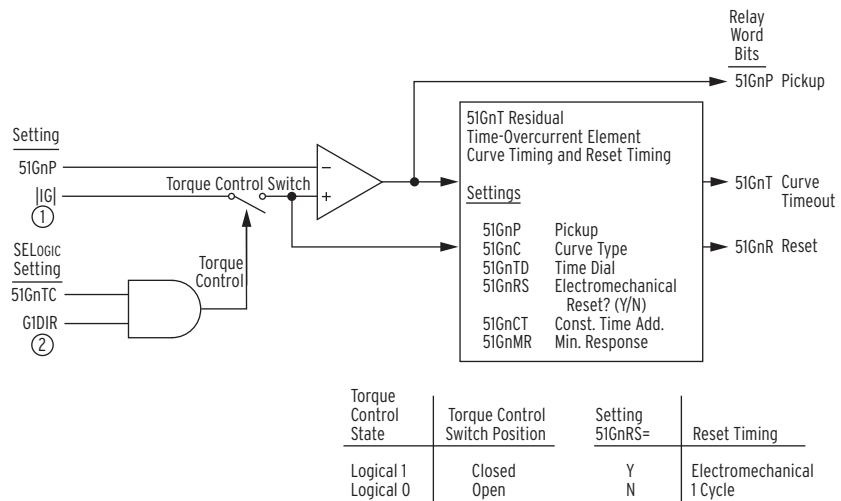 Relay
Word
Bits
51GnP Pickup
Setting
51GnP
|IG|
1
Torque Control Switch
−
+
SELOGIC
Setting
51GnTC
G1DIR
2
Torque
Control
51GnT Residual
Time-Overcurrent Element
Curve Timing and Reset Timing
Settings
51GnP Pickup
51GnC Curve Type
51GnTD Time Dial
51GnRS Electromechanical
Reset? (Y/N)
51GnCT Const. Time Add.
51GnMR Min. Response
51GnT Curve
Timeout
51GnR Reset
Torque
Control
State
Torque Control
Switch Position
Logical 1 Closed
Logical 0 Open
Setting
51GnRS=
Reset Timing
Y Electromechanical
N 1 Cycle